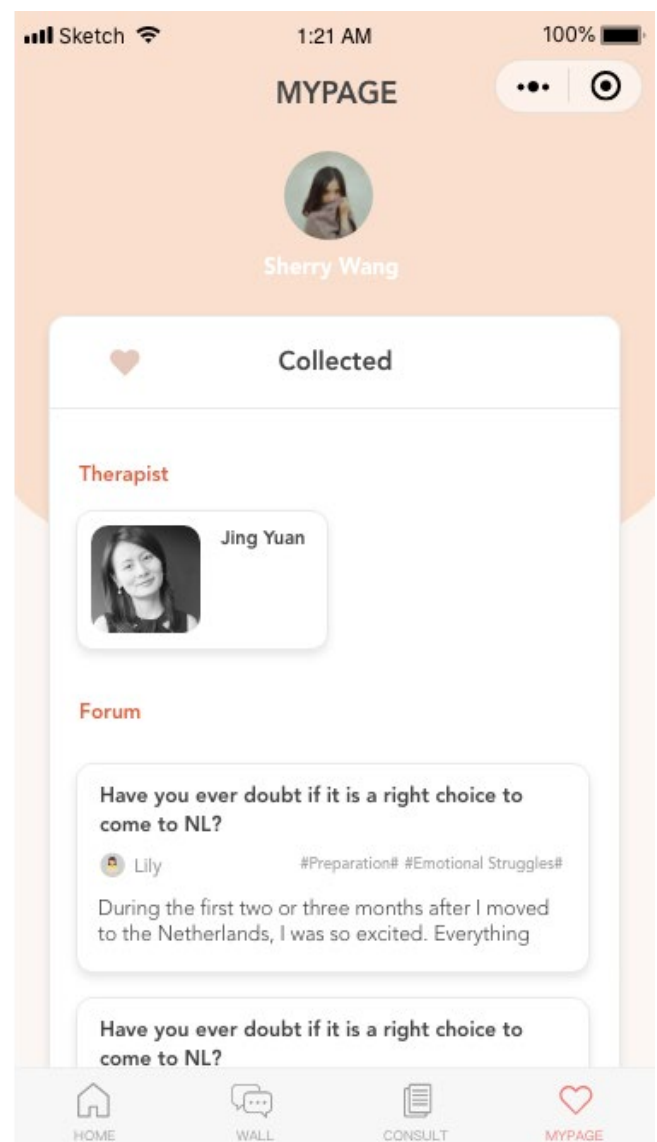 Sketch 1:21 AM 100%
MYPAGE
Sherry Wang
Collected
Therapist
Jing Yuan
Forum
Have you ever doubt if it is a right choice to
come to NL?
Lily #Preparation# #Emotional Struggles#
During the first two or three months after I moved
to the Netherlands, I was so excited. Everything
Have you ever doubt if it is a right choice to
come to NL?
HOME WALL CONSULT MYPAGE